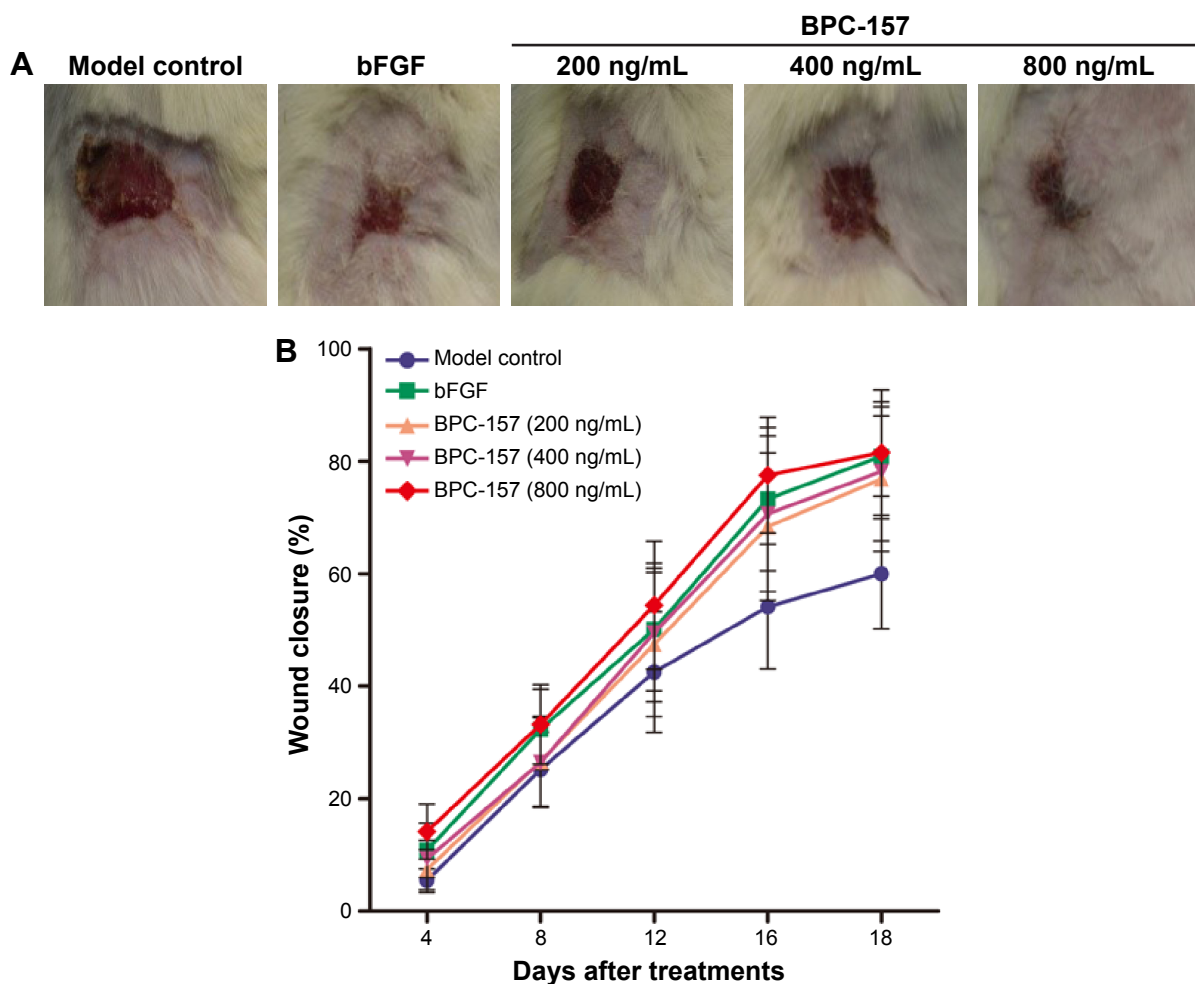 BPC-157
A Model control bFGF 200 ng/mL 400 ng/mL 800 ng/mL
B
100
80
60
40
20
0
Wound closure (%)
Model control
bFGF
BPC-157 (200 ng/mL)
BPC-157 (400 ng/mL)
BPC-157 (800 ng/mL)
4 8 12 16 18
Days after treatments